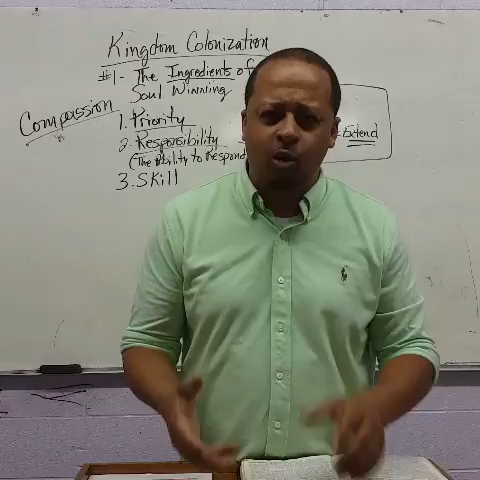 Kingdom Colonization
#1- The Ingredients of
Soul Winning
Compassion
1. Priority
2. Responsibility
(The Ability to Respond
3. Skill
Extend